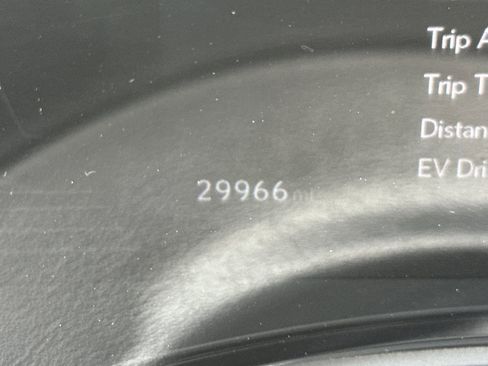 Trip A
Trip T
Distan
EV Dri
29966 mi